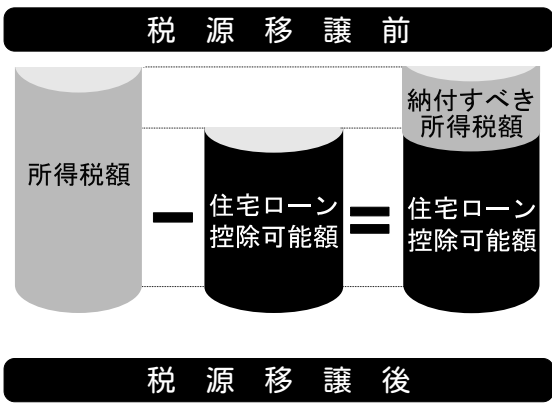 税源移譲前
納付すべき
所得税額
所得税額
住宅ローン
控除可能額
住宅ローン
控除可能額
税源移譲後